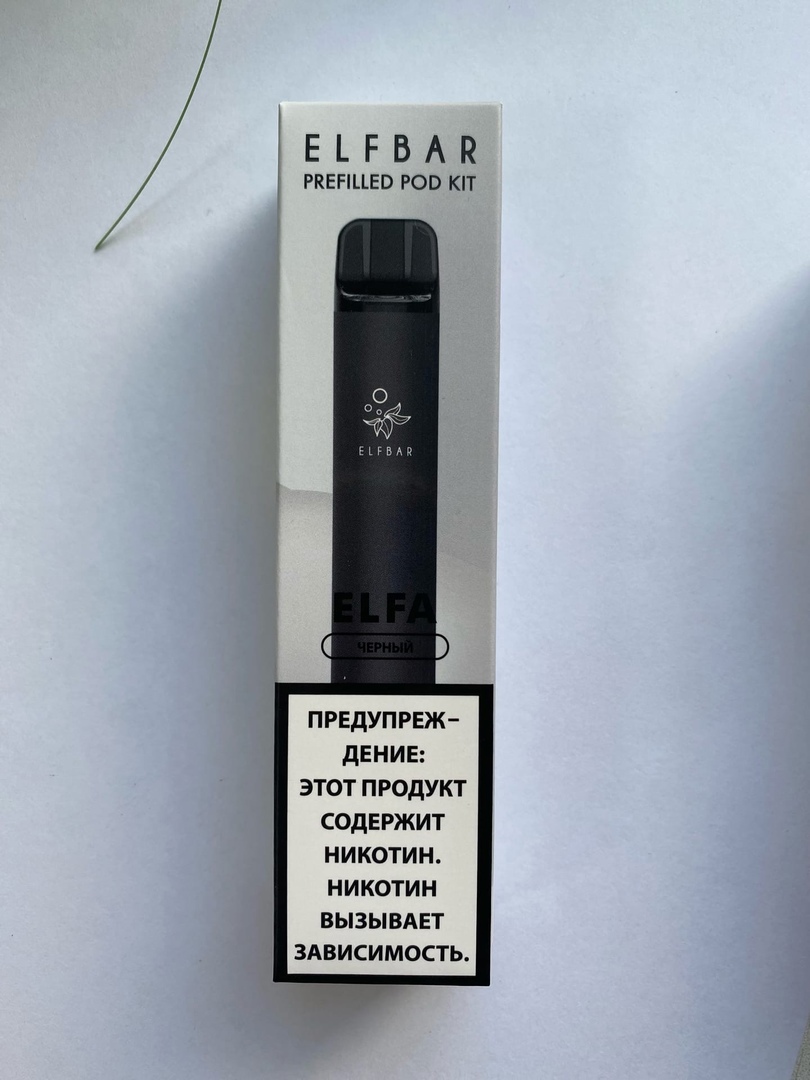 ELFBAR
PREFILLED POD KIT
ELFBAR
ELFA
ЧЕРНЫЙ
ПРЕДУПРЕЖ-
ДЕНИЕ:
ЭТОТ ПРОДУКТ
СОДЕРЖИТ
НИКОТИН.
НИКОТИН
ВЫЗЫВАЕТ
ЗАВИСИМОСТЬ.